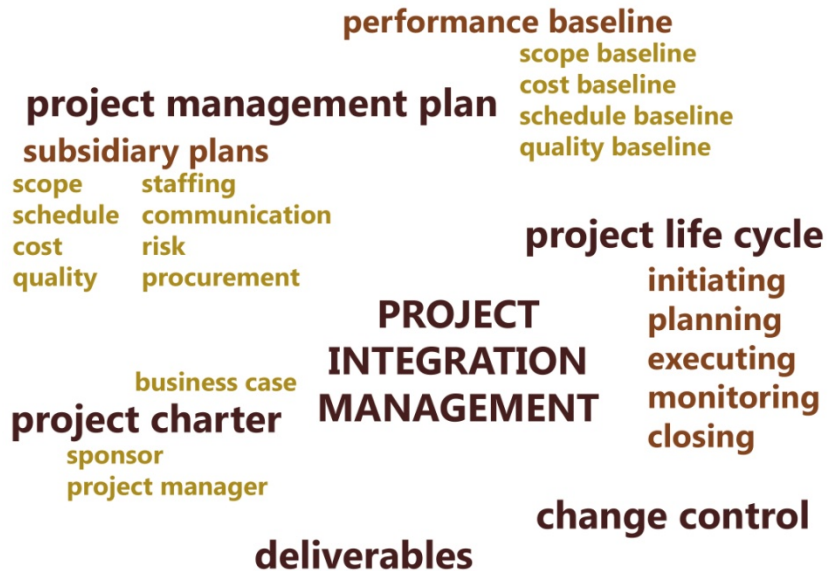 performance baseline
scope baseline
cost baseline
schedule baseline
quality baseline
project management plan
subsidiary plans
scope staffing
schedule communication
cost risk
quality procurement
project life cycle
initiating
planning
executing
monitoring
closing
PROJECT
INTEGRATION
MANAGEMENT
business case
project charter
sponsor
project manager
change control
deliverables